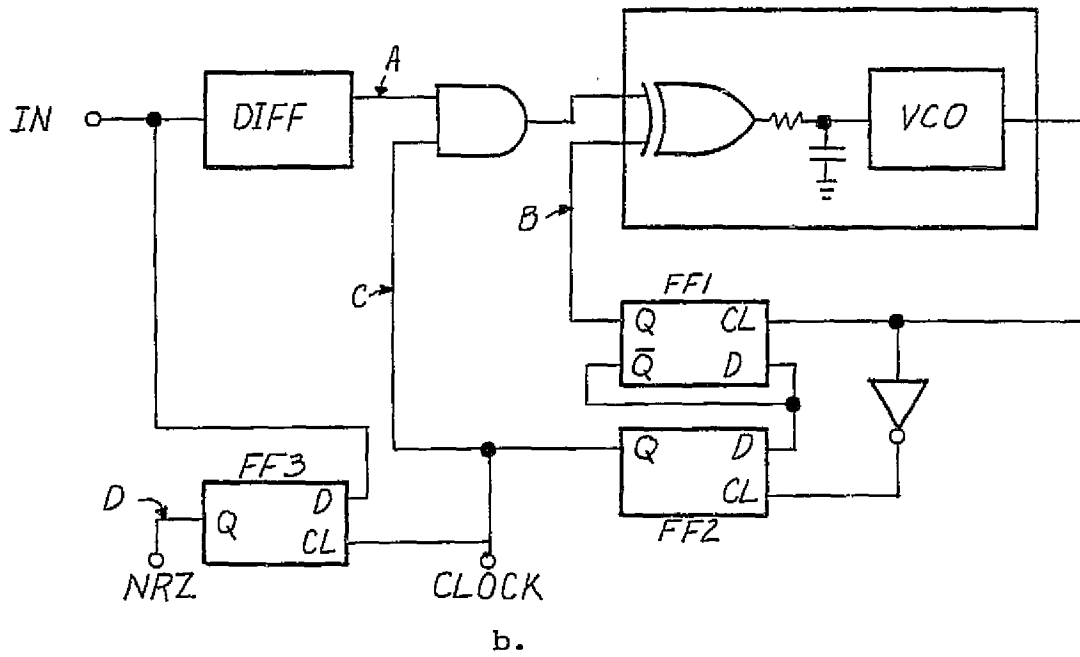 IN
DIFF
A
VCO
B
C
FF1
Q CL
Q̅ D
Q D
CL
FF2
FF3
D
D
Q
CL
NRZ
CLOCK
b.